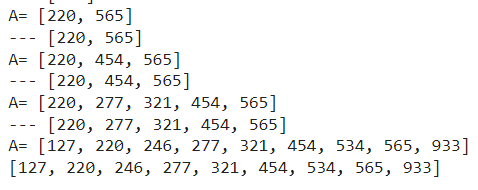 A= [220, 565]
--- [220, 565]
A= [220, 454, 565]
--- [220, 454, 565]
A= [220, 277, 321, 454, 565]
--- [220, 277, 321, 454, 565]
A= [127, 220, 246, 277, 321, 454, 534, 565, 933]
[127, 220, 246, 277, 321, 454, 534, 565, 933]